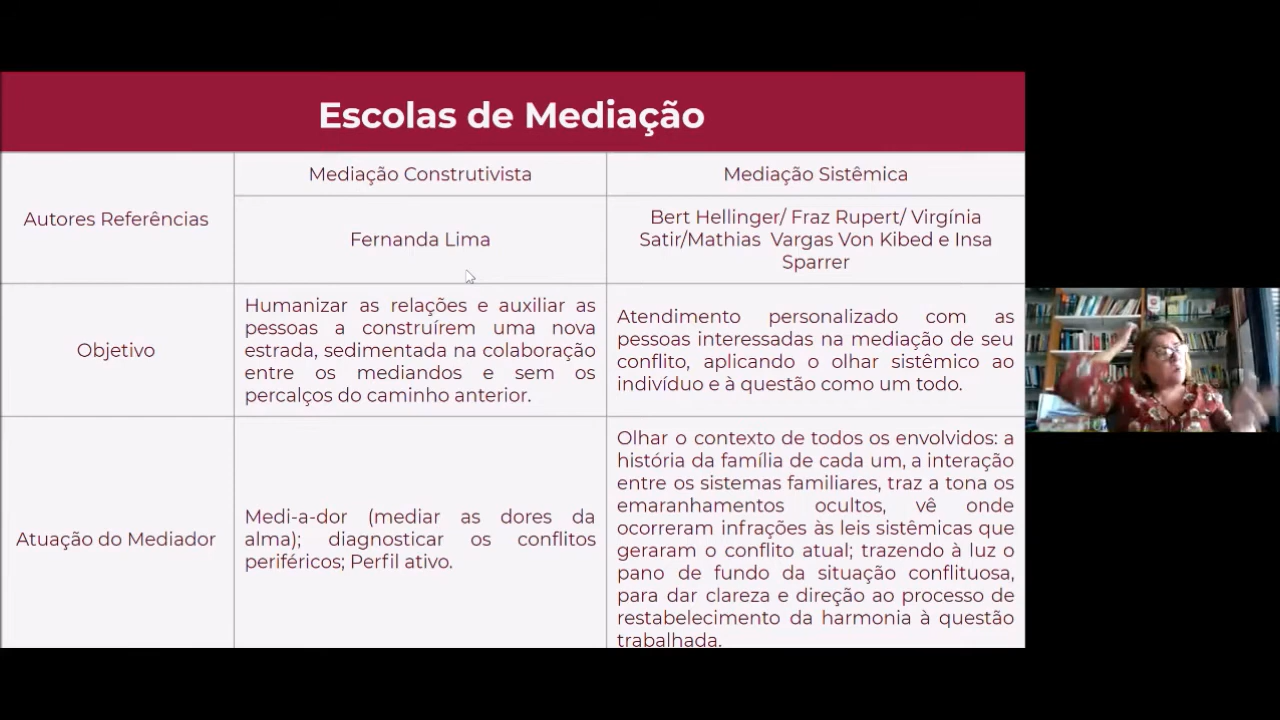 Escolas de Mediação
Mediação Construtivista
Mediação Sistêmica
Autores Referências
Fernanda Lima
Bert Hellinger/ Fraz Rupert/ Virgínia
Satir/Mathias Vargas Von Kibed e Insa
Sparrer
Objetivo
Humanizar as relações e auxiliar as
pessoas a construírem uma nova
estrada, sedimentada na colaboração
entre os mediandos e sem os
percalços do caminho anterior.
Atendimento personalizado com as
pessoas interessadas na mediação de seu
conflito, aplicando o olhar sistêmico ao
indivíduo e à questão como um todo.
Atuação do Mediador
Medi-a-dor (mediar as dores da
alma); diagnosticar os conflitos
periféricos; Perfil ativo.
Olhar o contexto de todos os envolvidos: a
história da família de cada um, a interação
entre os sistemas familiares, traz a tona os
emaranhamentos ocultos, vê onde
ocorreram infrações às leis sistêmicas que
geraram o conflito atual; trazendo à luz o
pano de fundo da situação conflituosa,
para dar clareza e direção ao processo de
restabelecimento da harmonia à questão
trabalhada.